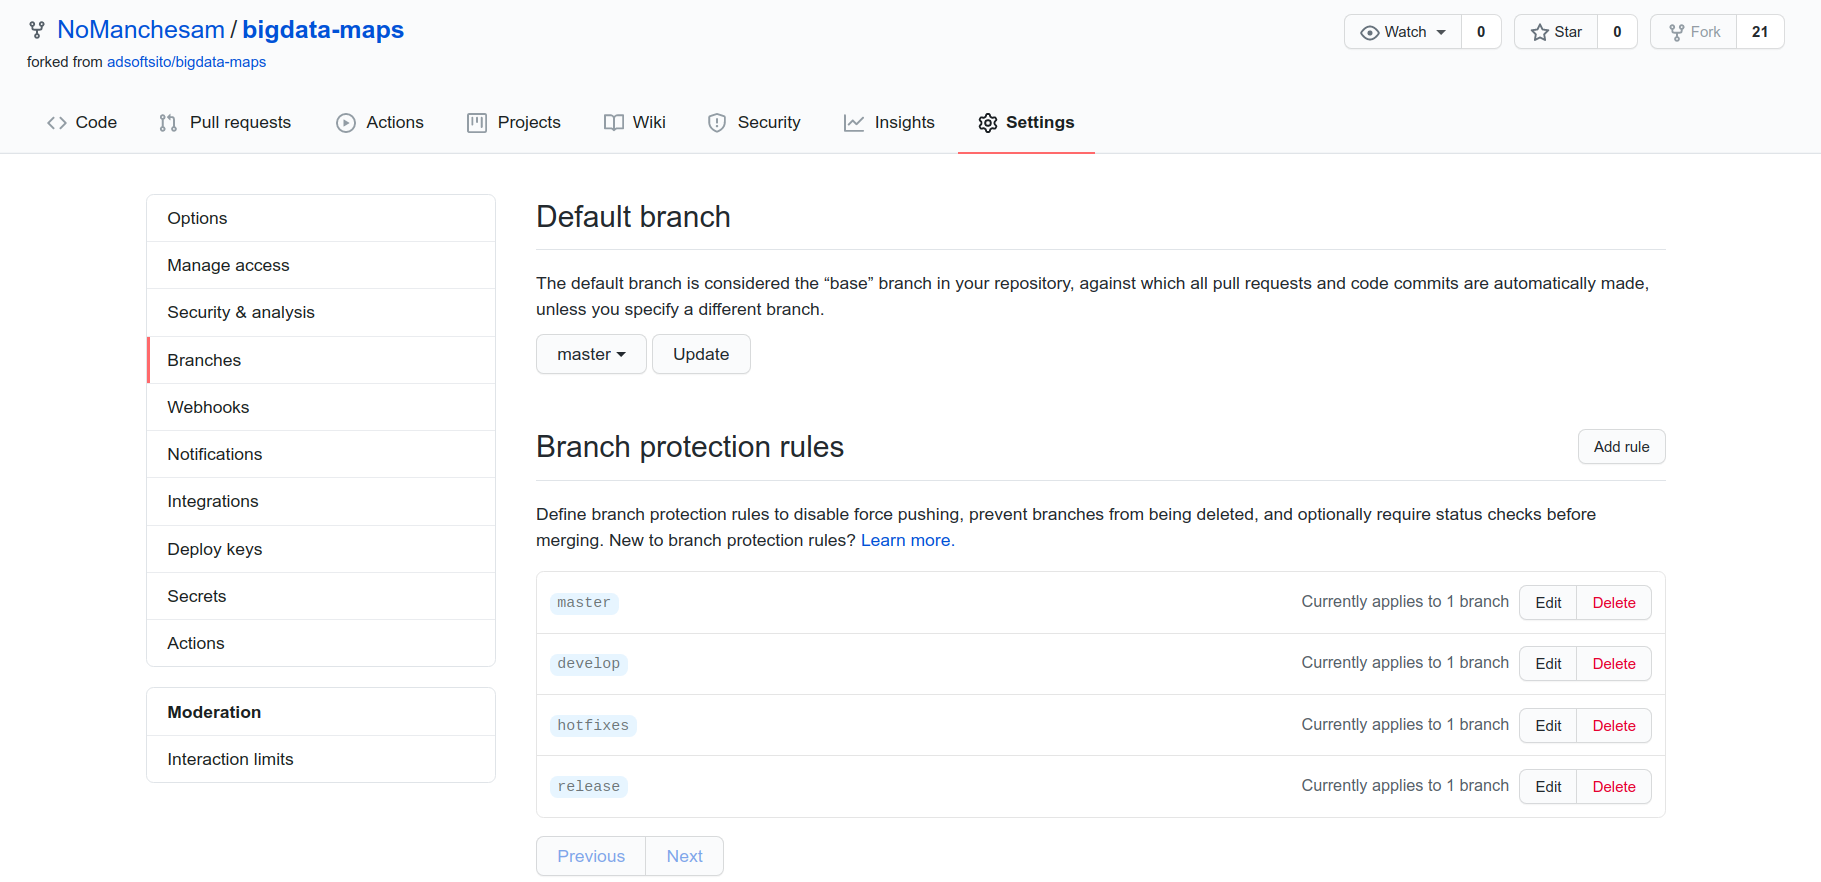 NoManchesam / bigdata-maps
Watch 0 Star 0 Fork 21
forked from adsoftsito/bigdata-maps
Code Pull requests Actions Projects Wiki Security Insights Settings
Options
Manage access
Security & analysis
Branches
Webhooks
Notifications
Integrations
Deploy keys
Secrets
Actions
Moderation
Interaction limits
Default branch
The default branch is considered the “base” branch in your repository, against which all pull requests and code commits are automatically made,
unless you specify a different branch.
master Update
Branch protection rules Add rule
Define branch protection rules to disable force pushing, prevent branches from being deleted, and optionally require status checks before
merging. New to branch protection rules? Learn more.
master Currently applies to 1 branch Edit Delete
develop Currently applies to 1 branch Edit Delete
hotfixes Currently applies to 1 branch Edit Delete
release Currently applies to 1 branch Edit Delete
Previous Next